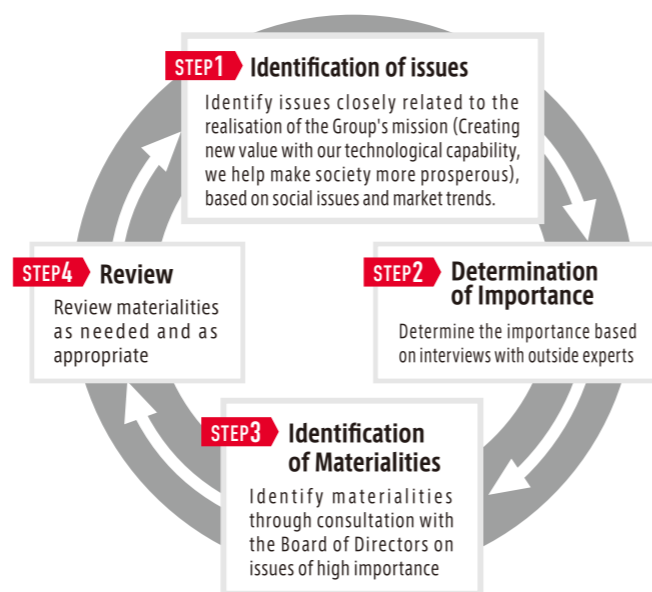 STEP1 Identification of issues
Identify issues closely related to the
realisation of the Group's mission (Creating
new value with our technological capability,
we help make society more prosperous),
based on social issues and market trends.
STEP2 Determination
of Importance
Determine the importance based
on interviews with outside experts
STEP3 Identification
of Materialities
Identify materialities
through consultation with
the Board of Directors on
issues of high importance
STEP4 Review
Review materialities
as needed and as
appropriate